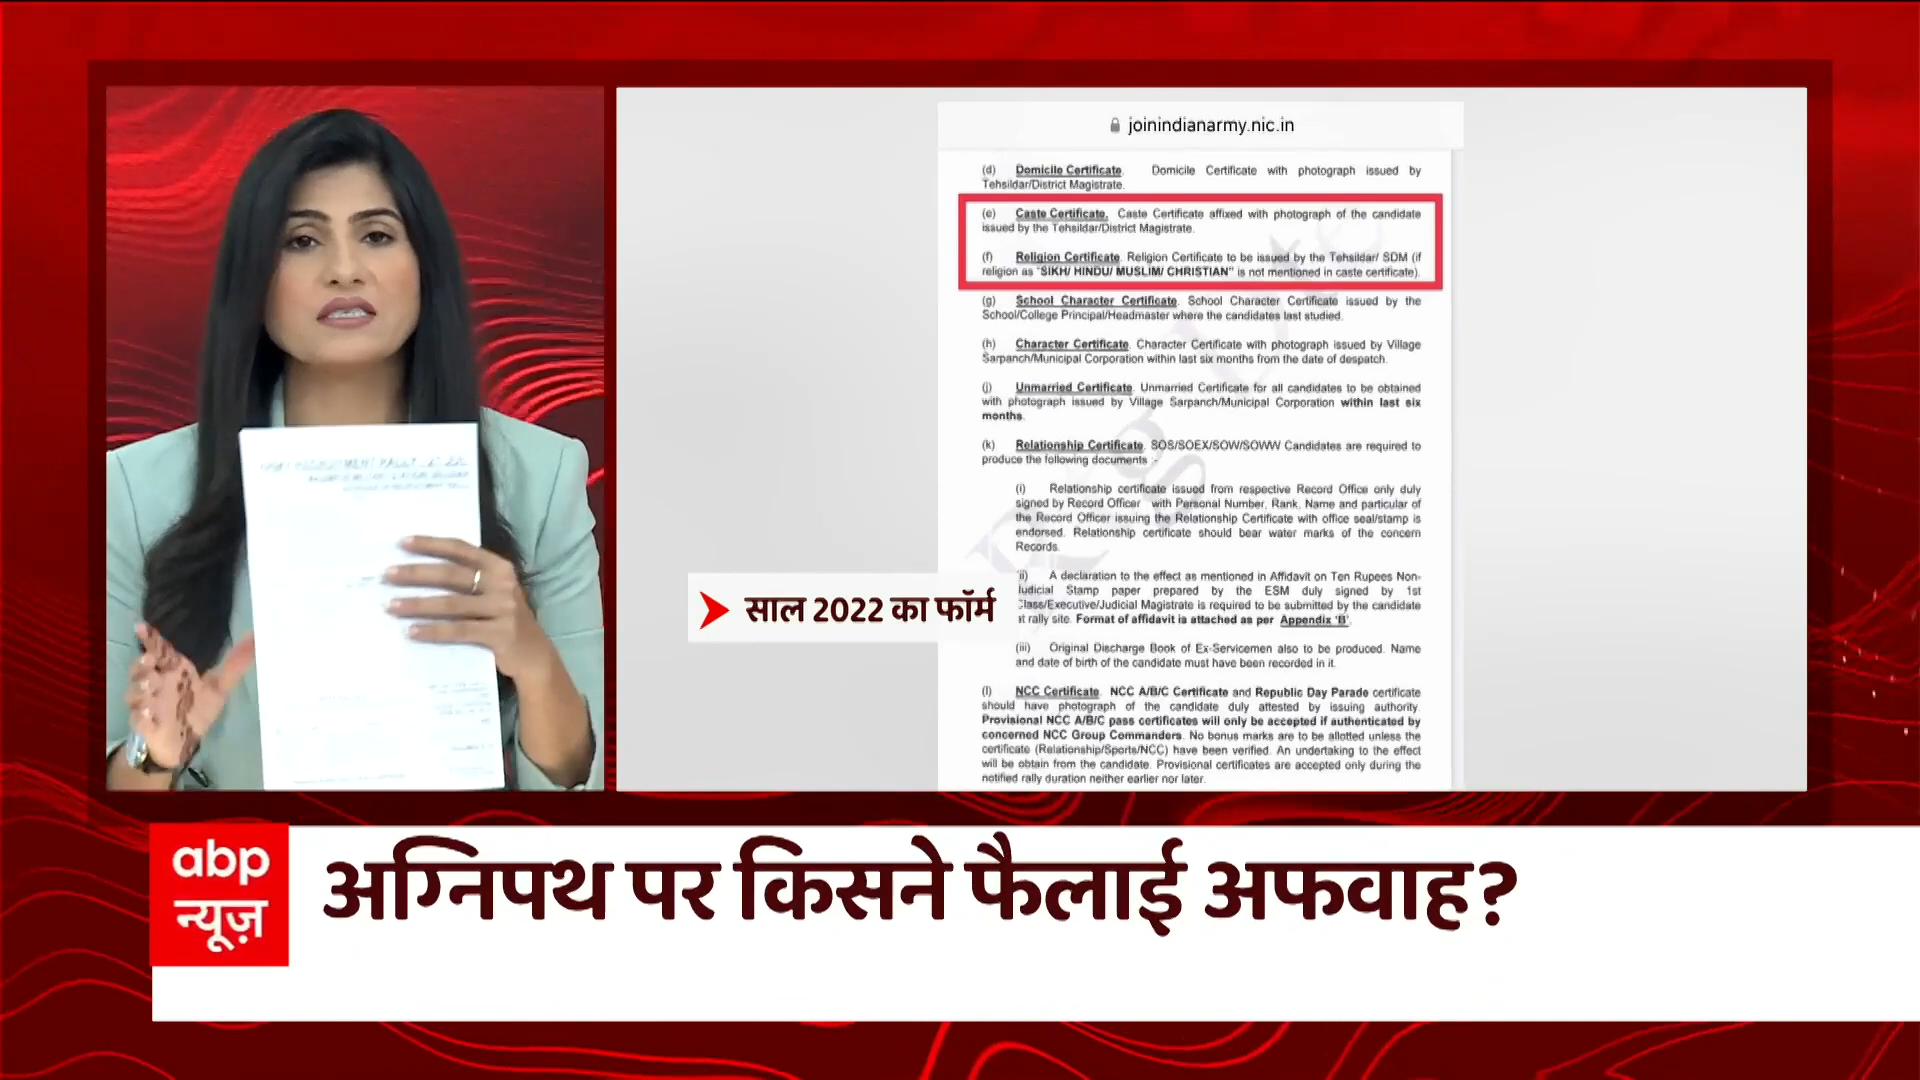 joinindianarmy.nic.in
(d) Domicile Certificate. Domicile Certificate with photograph issued by
Tehsildar/District Magistrate.
(e) Caste Certificate. Caste Certificate affixed with photograph of the candidate
issued by the Tehsildar/District Magistrate.
(f) Religion Certificate. Religion Certificate to be issued by the Tehsildar/ SDM (if
religion as "SIKH/ HINDU/ MUSLIM/ CHRISTIAN" is not mentioned in caste certificate).
(g) School Character Certificate. School Character Certificate issued by the
School/College Principal/Headmaster where the candidates last studied.
(h) Character Certificate. Character Certificate with photograph issued by Village
Sarpanch/Municipal Corporation within last six months from the date of despatch.
(j) Unmarried Certificate. Unmarried Certificate for all candidates to be obtained
with photograph issued by Village Sarpanch/Municipal Corporation within last six
months.
(k) Relationship Certificate. SOS/SOEX/SOW/SOWW Candidates are required to
produce the following documents :-
(i) Relationship certificate issued from respective Record Office only duly
signed by Record Officer with Personal Number, Rank, Name and particular of
the Record Officer issuing the Relationship Certificate with office seal/stamp is
endorsed. Relationship certificate should bear water marks of the concern
Records.
ii) A declaration to the effect as mentioned in Affidavit on Ten Rupees Non-
Judicial Stamp paper prepared by the ESM duly signed by 1st
Class/Executive/Judicial Magistrate is required to be submitted by the candidate
at rally site. Format of affidavit is attached as per Appendix 'B'.
(iii) Original Discharge Book of Ex-Servicemen also to be produced. Name
and date of birth of the candidate must have been recorded in it.
(l) NCC Certificate. NCC A/B/C Certificate and Republic Day Parade certificate
should have photograph of the candidate duly attested by issuing authority.
Provisional NCC A/B/C pass certificates will only be accepted if authenticated by
concerned NCC Group Commanders. No bonus marks are to be allotted unless the
certificate (Relationship/Sports/NCC) have been verified. An undertaking to the effect
will be obtain from the candidate. Provisional certificates are accepted only during the
notified rally duration neither earlier nor later.
साल 2022 का फॉर्म
abp
न्यूज़
अग्निपथ पर किसने फैलाई अफवाह?